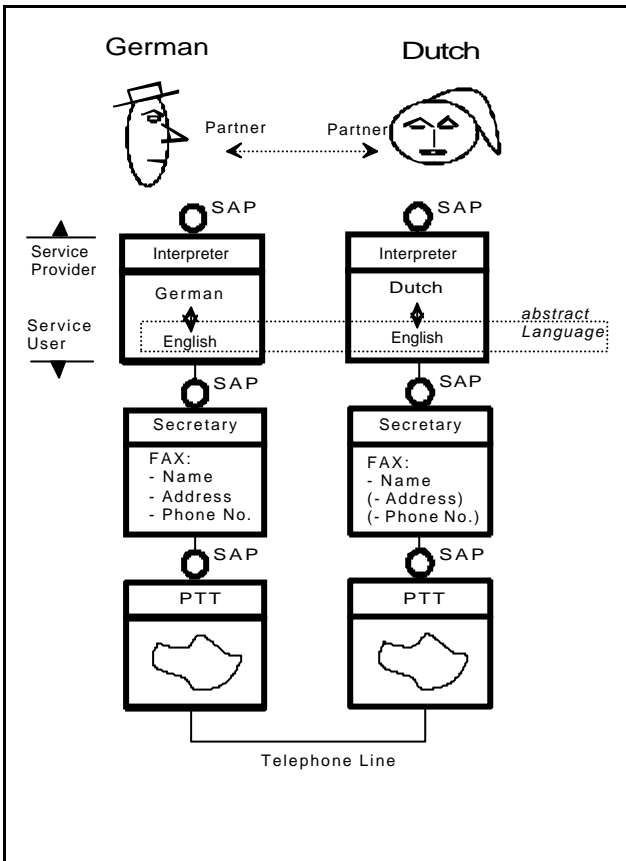 German
Dutch
Partner
Partner
SAP
SAP
Service
Provider
Interpreter
Interpreter
German
Dutch
Service
User
English
English
abstract
Language
SAP
SAP
Secretary
Secretary
FAX:
- Name
- Address
- Phone No.
FAX:
- Name
(- Address)
(- Phone No.)
SAP
SAP
PTT
PTT
Telephone Line